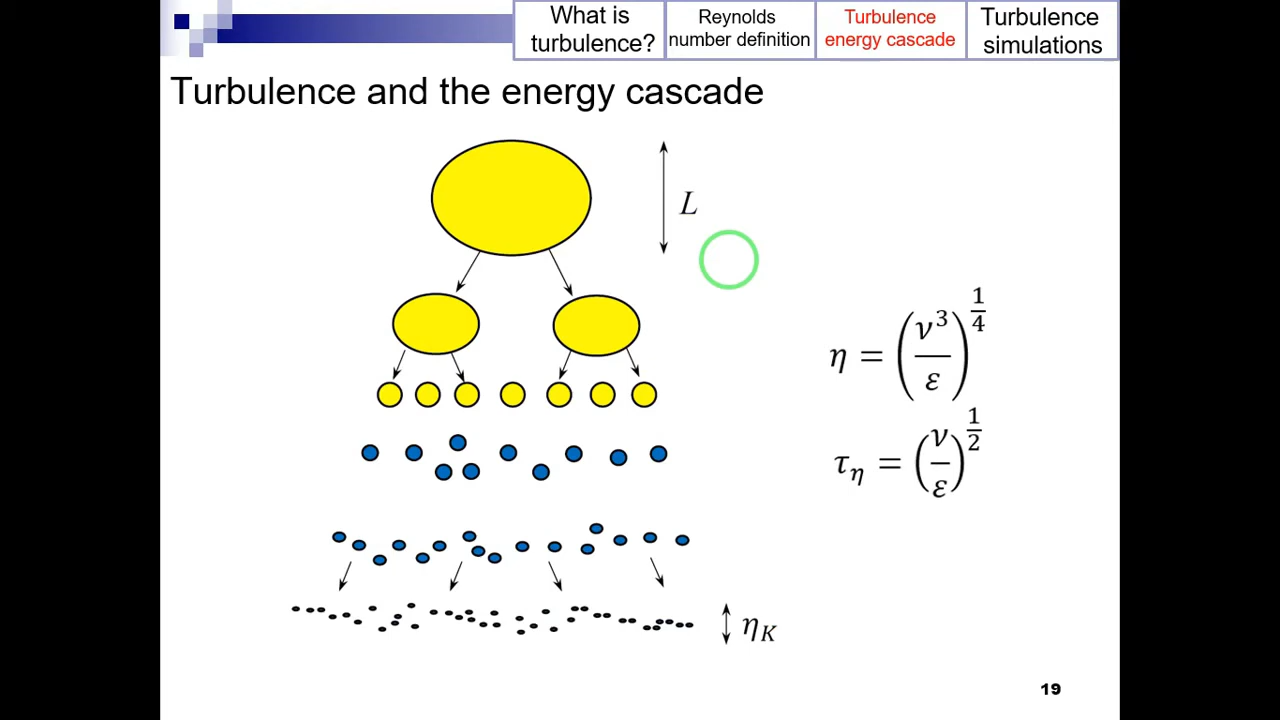 What is
turbulence?
Reynolds
number definition
Turbulence
energy cascade
Turbulence
simulations
Turbulence and the energy cascade
L
η = (ν³/ε)^(1/4)
τ_η = (ν/ε)^(1/2)
η_K
19